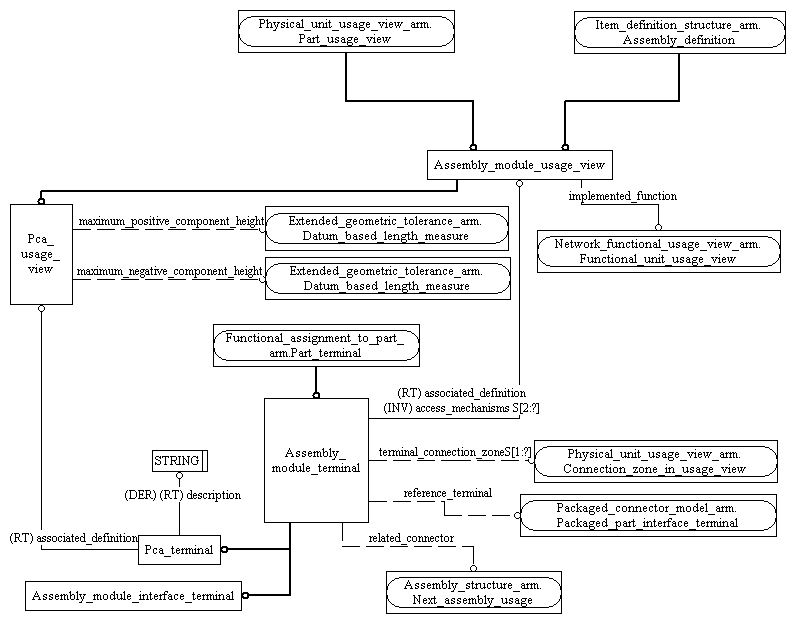 Physical_unit_usage_view_arm.
Part_usage_view
Item_definition_structure_arm.
Assembly_definition
Assembly_module_usage_view
implemented_function
Pca_
usage_
view
maximum_positive_component_height
Extended_geometric_tolerance_arm.
Datum_based_length_measure
Network_functional_usage_view_arm.
Functional_unit_usage_view
maximum_negative_component_height
Extended_geometric_tolerance_arm.
Datum_based_length_measure
Functional_assignment_to_part_
arm.Part_terminal
(RT) associated_definition
(INV) access_mechanisms S[2:?]
Assembly_
module_terminal
terminal_connection_zoneS[1:?]
Physical_unit_usage_view_arm.
Connection_zone_in_usage_view
STRING
(DER) (RT) description
reference_terminal
Packaged_connector_model_arm.
Packaged_part_interface_terminal
(RT) associated_definition
Pca_terminal
related_connector
Assembly_module_interface_terminal
Assembly_structure_arm.
Next_assembly_usage